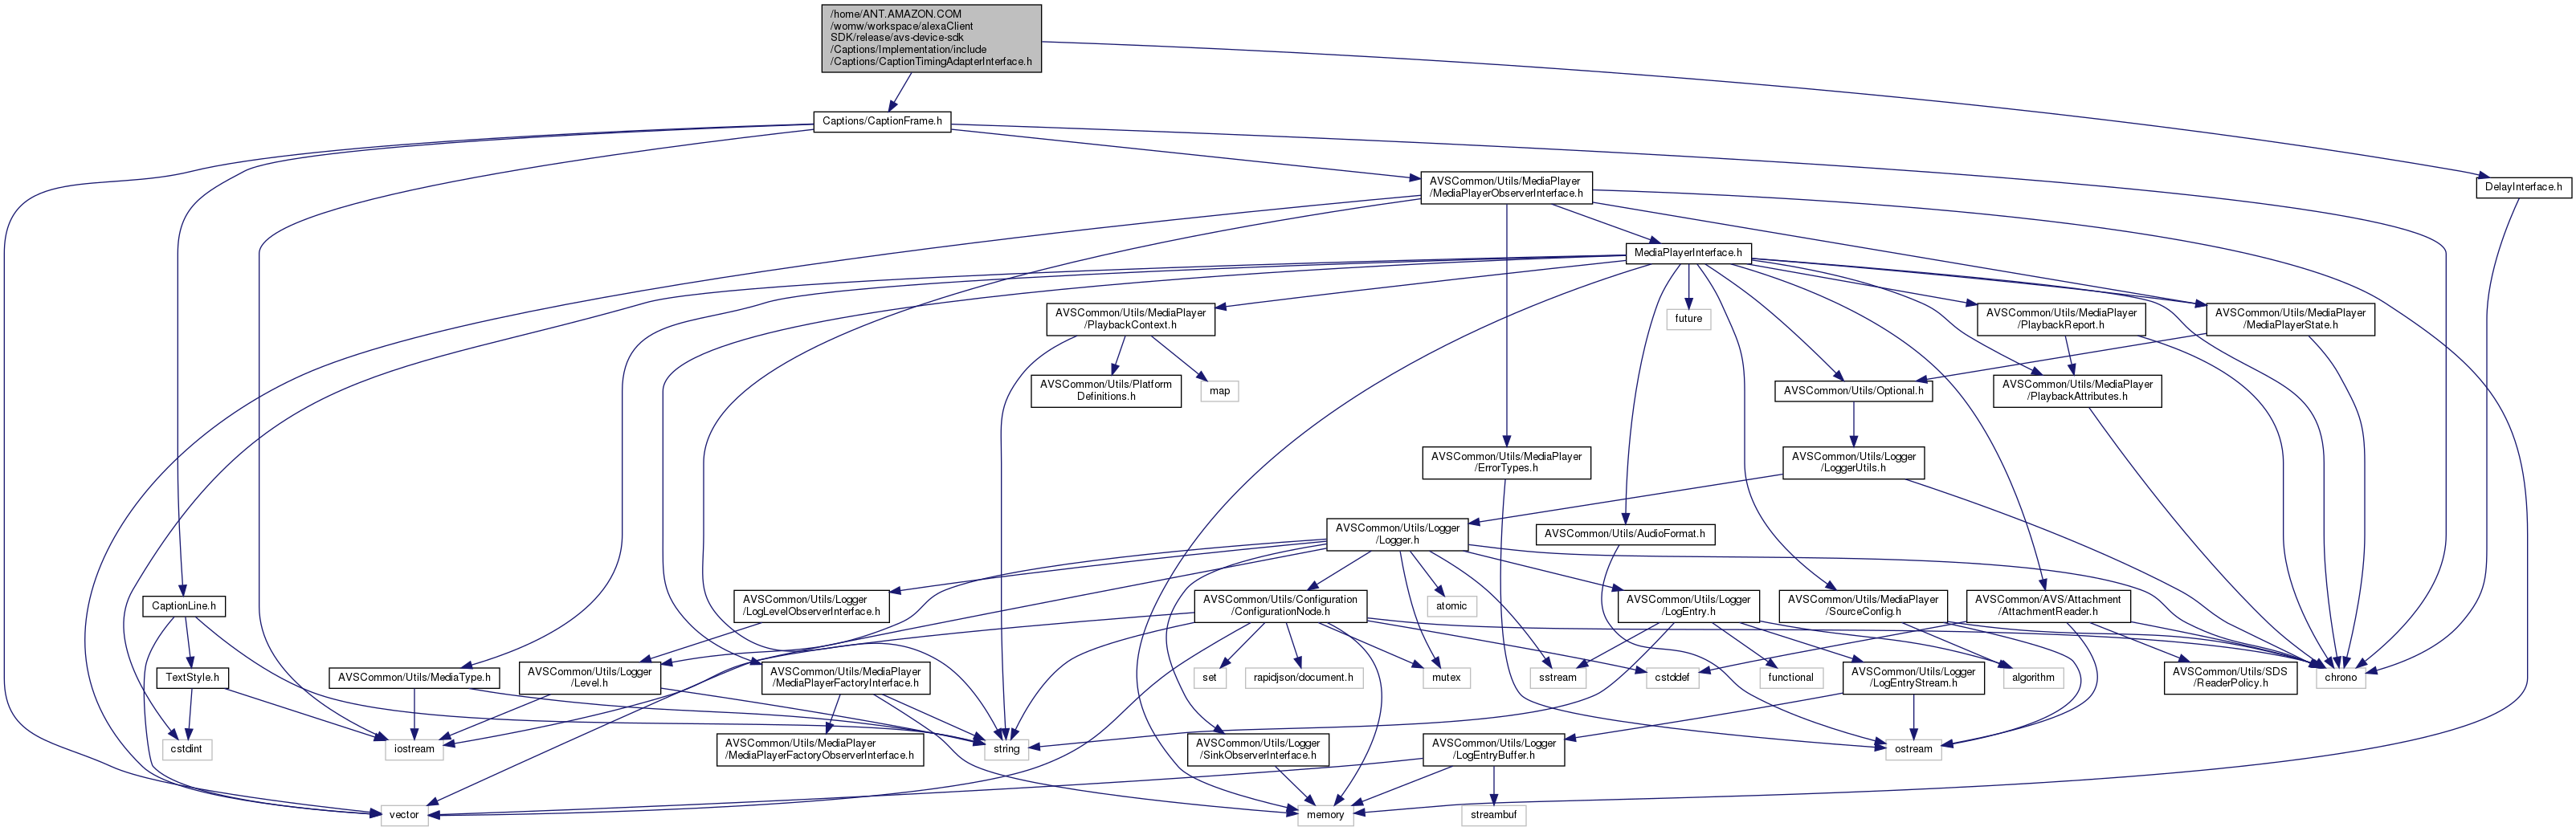 /home/ANT.AMAZON.COM
/womw/workspace/alexaClient
SDK/release/avs-device-sdk
/Captions/Implementation/include
/Captions/CaptionTimingAdapterInterface.h
Captions/CaptionFrame.h
AVSCommon/Utils/MediaPlayer
/MediaPlayerObserverInterface.h
DelayInterface.h
MediaPlayerInterface.h
AVSCommon/Utils/MediaPlayer
/PlaybackContext.h
future
AVSCommon/Utils/MediaPlayer
/PlaybackReport.h
AVSCommon/Utils/MediaPlayer
/MediaPlayerState.h
AVSCommon/Utils/Platform
Definitions.h
map
AVSCommon/Utils/Optional.h
AVSCommon/Utils/MediaPlayer
/PlaybackAttributes.h
AVSCommon/Utils/MediaPlayer
/ErrorTypes.h
AVSCommon/Utils/Logger
/LoggerUtils.h
AVSCommon/Utils/Logger
/Logger.h
AVSCommon/Utils/AudioFormat.h
CaptionLine.h
AVSCommon/Utils/Logger
/LogLevelObserverInterface.h
AVSCommon/Utils/Configuration
/ConfigurationNode.h
atomic
AVSCommon/Utils/Logger
/LogEntry.h
AVSCommon/Utils/MediaPlayer
/SourceConfig.h
AVSCommon/AVS/Attachment
/AttachmentReader.h
TextStyle.h
AVSCommon/Utils/MediaType.h
AVSCommon/Utils/Logger
/Level.h
AVSCommon/Utils/MediaPlayer
/MediaPlayerFactoryInterface.h
set
rapidjson/document.h
mutex
sstream
cstddef
functional
AVSCommon/Utils/Logger
/LogEntryStream.h
algorithm
AVSCommon/Utils/SDS
/ReaderPolicy.h
chrono
cstdint
iostream
AVSCommon/Utils/MediaPlayer
/MediaPlayerFactoryObserverInterface.h
string
AVSCommon/Utils/Logger
/SinkObserverInterface.h
AVSCommon/Utils/Logger
/LogEntryBuffer.h
ostream
vector
memory
streambuf